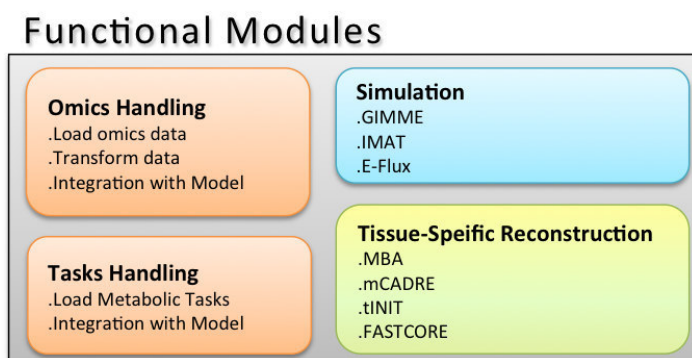 Functional Modules
Omics Handling
.Load omics data
.Transform data
.Integration with Model
Tasks Handling
.Load Metabolic Tasks
.Integration with Model
Simulation
.GIMME
.IMAT
.E-Flux
Tissue-Speific Reconstruction
.MBA
.mCADRE
.tINIT
.FASTCORE